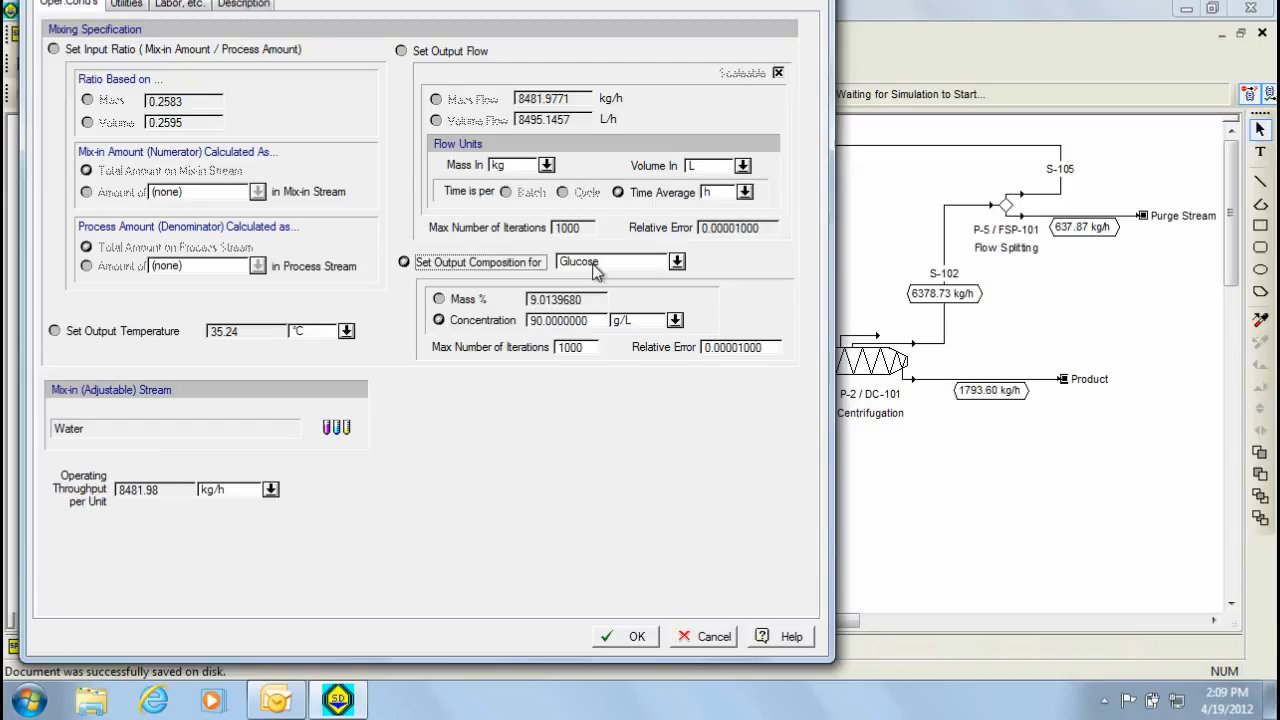 Oper.Cond's Utilities Labor, etc. Description
Mixing Specification
Set Input Ratio ( Mix-in Amount / Process Amount)
Ratio Based on ...
Mass 0.2583
Volume 0.2595
Mix-in Amount (Numerator) Calculated As...
Total Amount on Mix-in Stream
Amount of (none) in Mix-in Stream
Process Amount (Denominator) Calculated as...
Total Amount on Process Stream
Amount of (none) in Process Stream
Set Output Temperature 35.24 °C
Mix-in (Adjustable) Stream
Water
Operating
Throughput
per Unit
8481.98 kg/h
Set Output Flow
Scaleable
Mass Flow 8481.9771 kg/h
Volume Flow 8495.1457 L/h
Flow Units
Mass In kg Volume In L
Time is per Batch Cycle Time Average h
Max Number of Iterations 1000 Relative Error 0.00001000
Set Output Composition for Glucose
Mass % 9.0139680
Concentration 90.0000000 g/L
Max Number of Iterations 1000 Relative Error 0.00001000
OK Cancel Help
Waiting for Simulation to Start...
S-105
P-5 / FSP-101
Flow Splitting
637.87 kg/h
Purge Stream
S-102
6378.73 kg/h
P-2 / DC-101
Centrifugation
1793.60 kg/h
Product
T
Document was successfully saved on disk.
NUM
SD
2:09 PM
4/19/2012